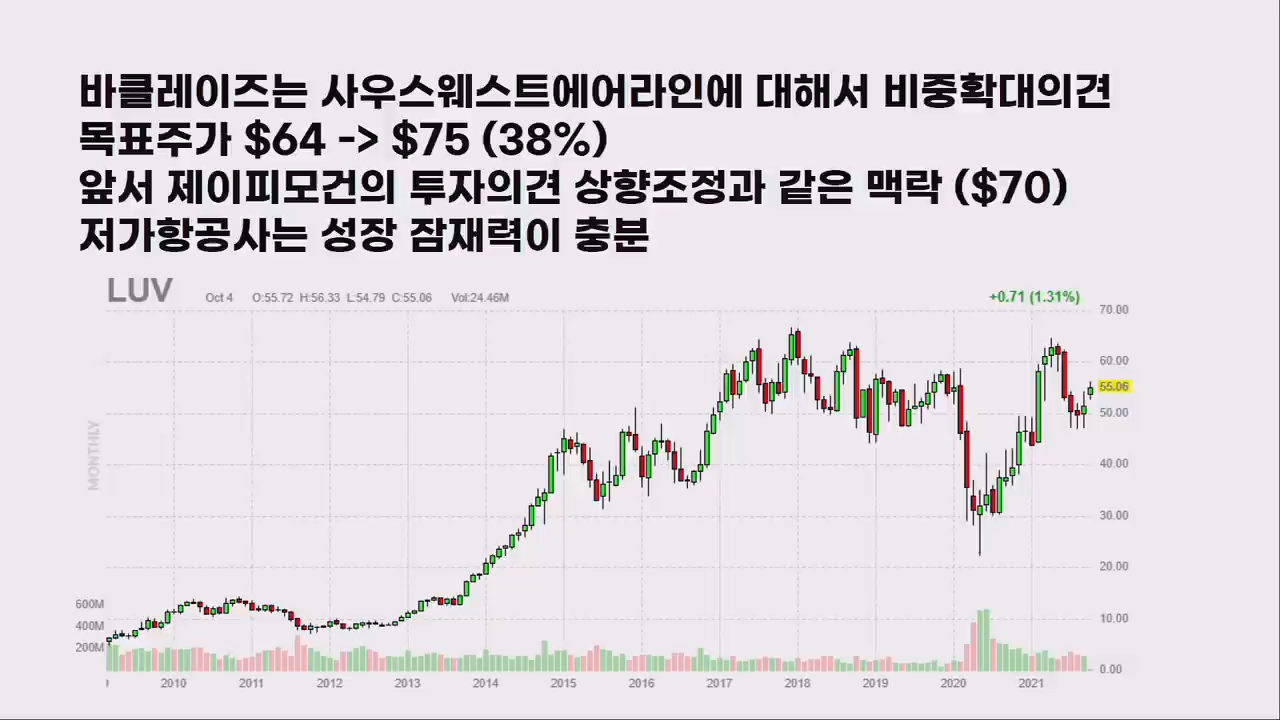 바클레이즈는 사우스웨스트에어라인에 대해서 비중확대의견
목표주가 $64 -> $75 (38%)
앞서 제이피모건의 투자의견 상향조정과 같은 맥락 ($70)
저가항공사는 성장 잠재력이 충분
LUV Oct 4 O:55.72 H:56.33 L:54.79 C:55.06 Vol:24.46M +0.71 (1.31%)
70.00
60.00
55.06
50.00
MONTHLY
40.00
30.00
20.00
600M
10.00
400M
200M
0.00
2010 2011 2012 2013 2014 2015 2016 2017 2018 2019 2020 2021